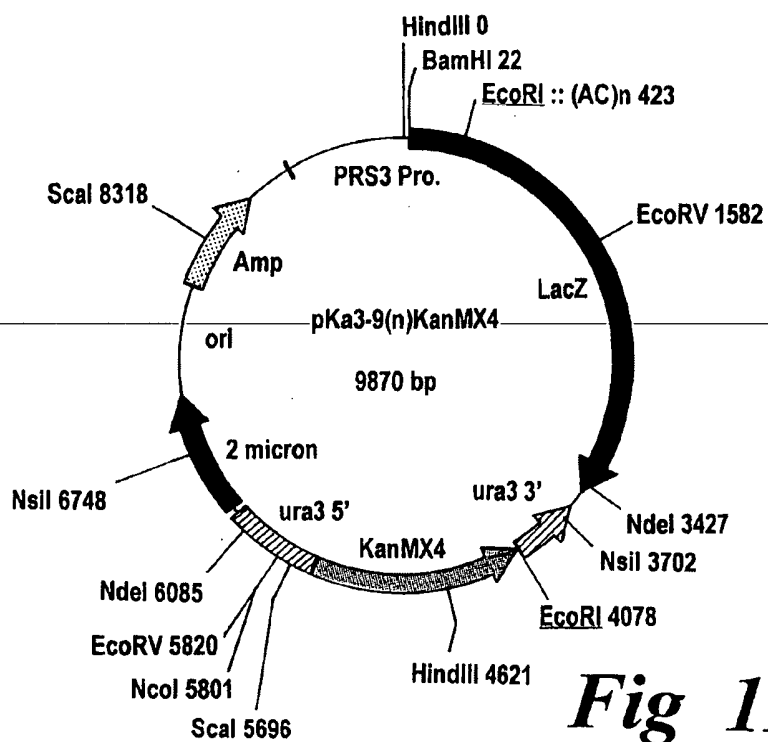 HindIII 0
BamHI 22
EcoRI :: (AC)n 423
PRS3 Pro.
ScaI 8318
EcoRV 1582
Amp
LacZ
ori
pKa3-9(n)KanMX4
9870 bp
2 micron
NsiI 6748
ura3 5'
ura3 3'
KanMX4
NdeI 3427
NsiI 3702
NdeI 6085
EcoRI 4078
EcoRV 5820
HindIII 4621
NcoI 5801
ScaI 5696
Fig